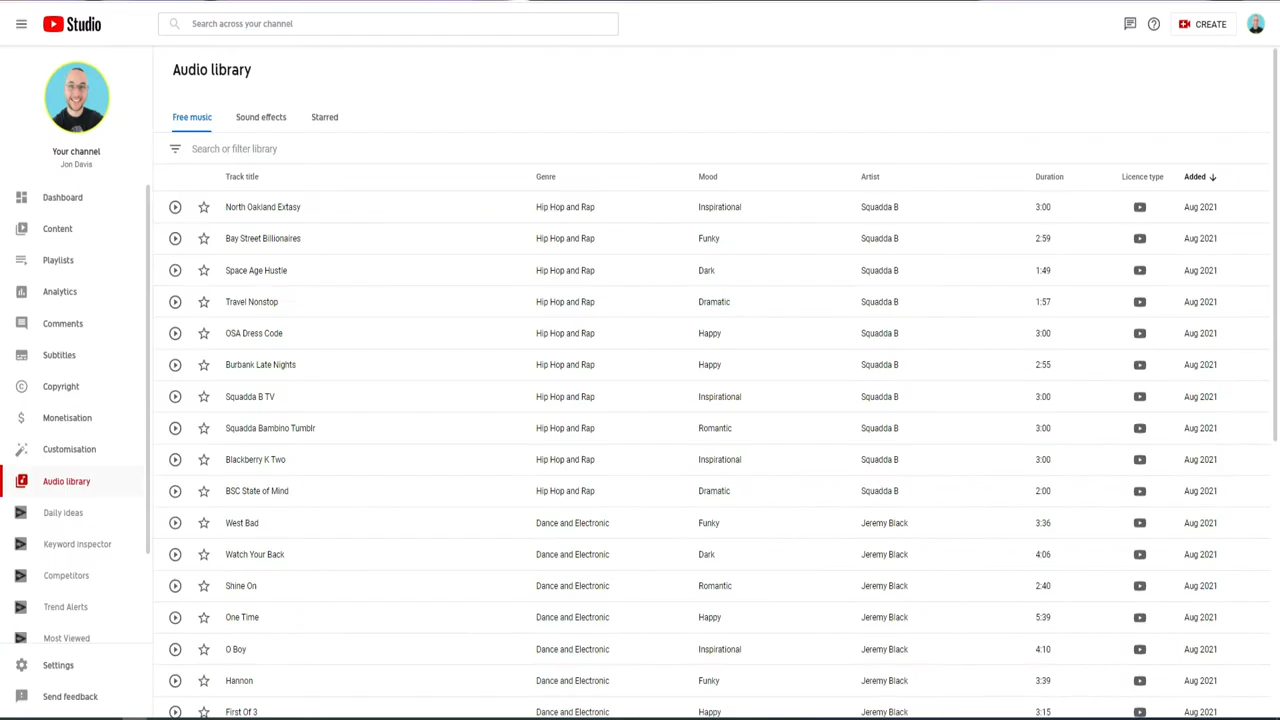 Studio
Search across your channel
CREATE
Your channel
Jon Davis
Dashboard
Content
Playlists
Analytics
Comments
Subtitles
Copyright
Monetisation
Customisation
Audio library
Daily Ideas
Keyword Inspector
Competitors
Trend Alerts
Most Viewed
Settings
Send feedback
Audio library
Free music Sound effects Starred
Search or filter library
Track title Genre Mood Artist Duration Licence type Added
North Oakland Extasy Hip Hop and Rap Inspirational Squadda B 3:00 Aug 2021
Bay Street Billionaires Hip Hop and Rap Funky Squadda B 2:59 Aug 2021
Space Age Hustle Hip Hop and Rap Dark Squadda B 1:49 Aug 2021
Travel Nonstop Hip Hop and Rap Dramatic Squadda B 1:57 Aug 2021
OSA Dress Code Hip Hop and Rap Happy Squadda B 3:00 Aug 2021
Burbank Late Nights Hip Hop and Rap Happy Squadda B 2:55 Aug 2021
Squadda B TV Hip Hop and Rap Inspirational Squadda B 3:00 Aug 2021
Squadda Bambino Tumblr Hip Hop and Rap Romantic Squadda B 3:00 Aug 2021
Blackberry K Two Hip Hop and Rap Inspirational Squadda B 3:00 Aug 2021
BSC State of Mind Hip Hop and Rap Dramatic Squadda B 2:00 Aug 2021
West Bad Dance and Electronic Funky Jeremy Black 3:36 Aug 2021
Watch Your Back Dance and Electronic Dark Jeremy Black 4:06 Aug 2021
Shine On Dance and Electronic Romantic Jeremy Black 2:40 Aug 2021
One Time Dance and Electronic Happy Jeremy Black 5:39 Aug 2021
O Boy Dance and Electronic Inspirational Jeremy Black 4:10 Aug 2021
Hannon Dance and Electronic Funky Jeremy Black 3:39 Aug 2021
First Of 3 Dance and Electronic Happy Jeremy Black 3:15 Aug 2021